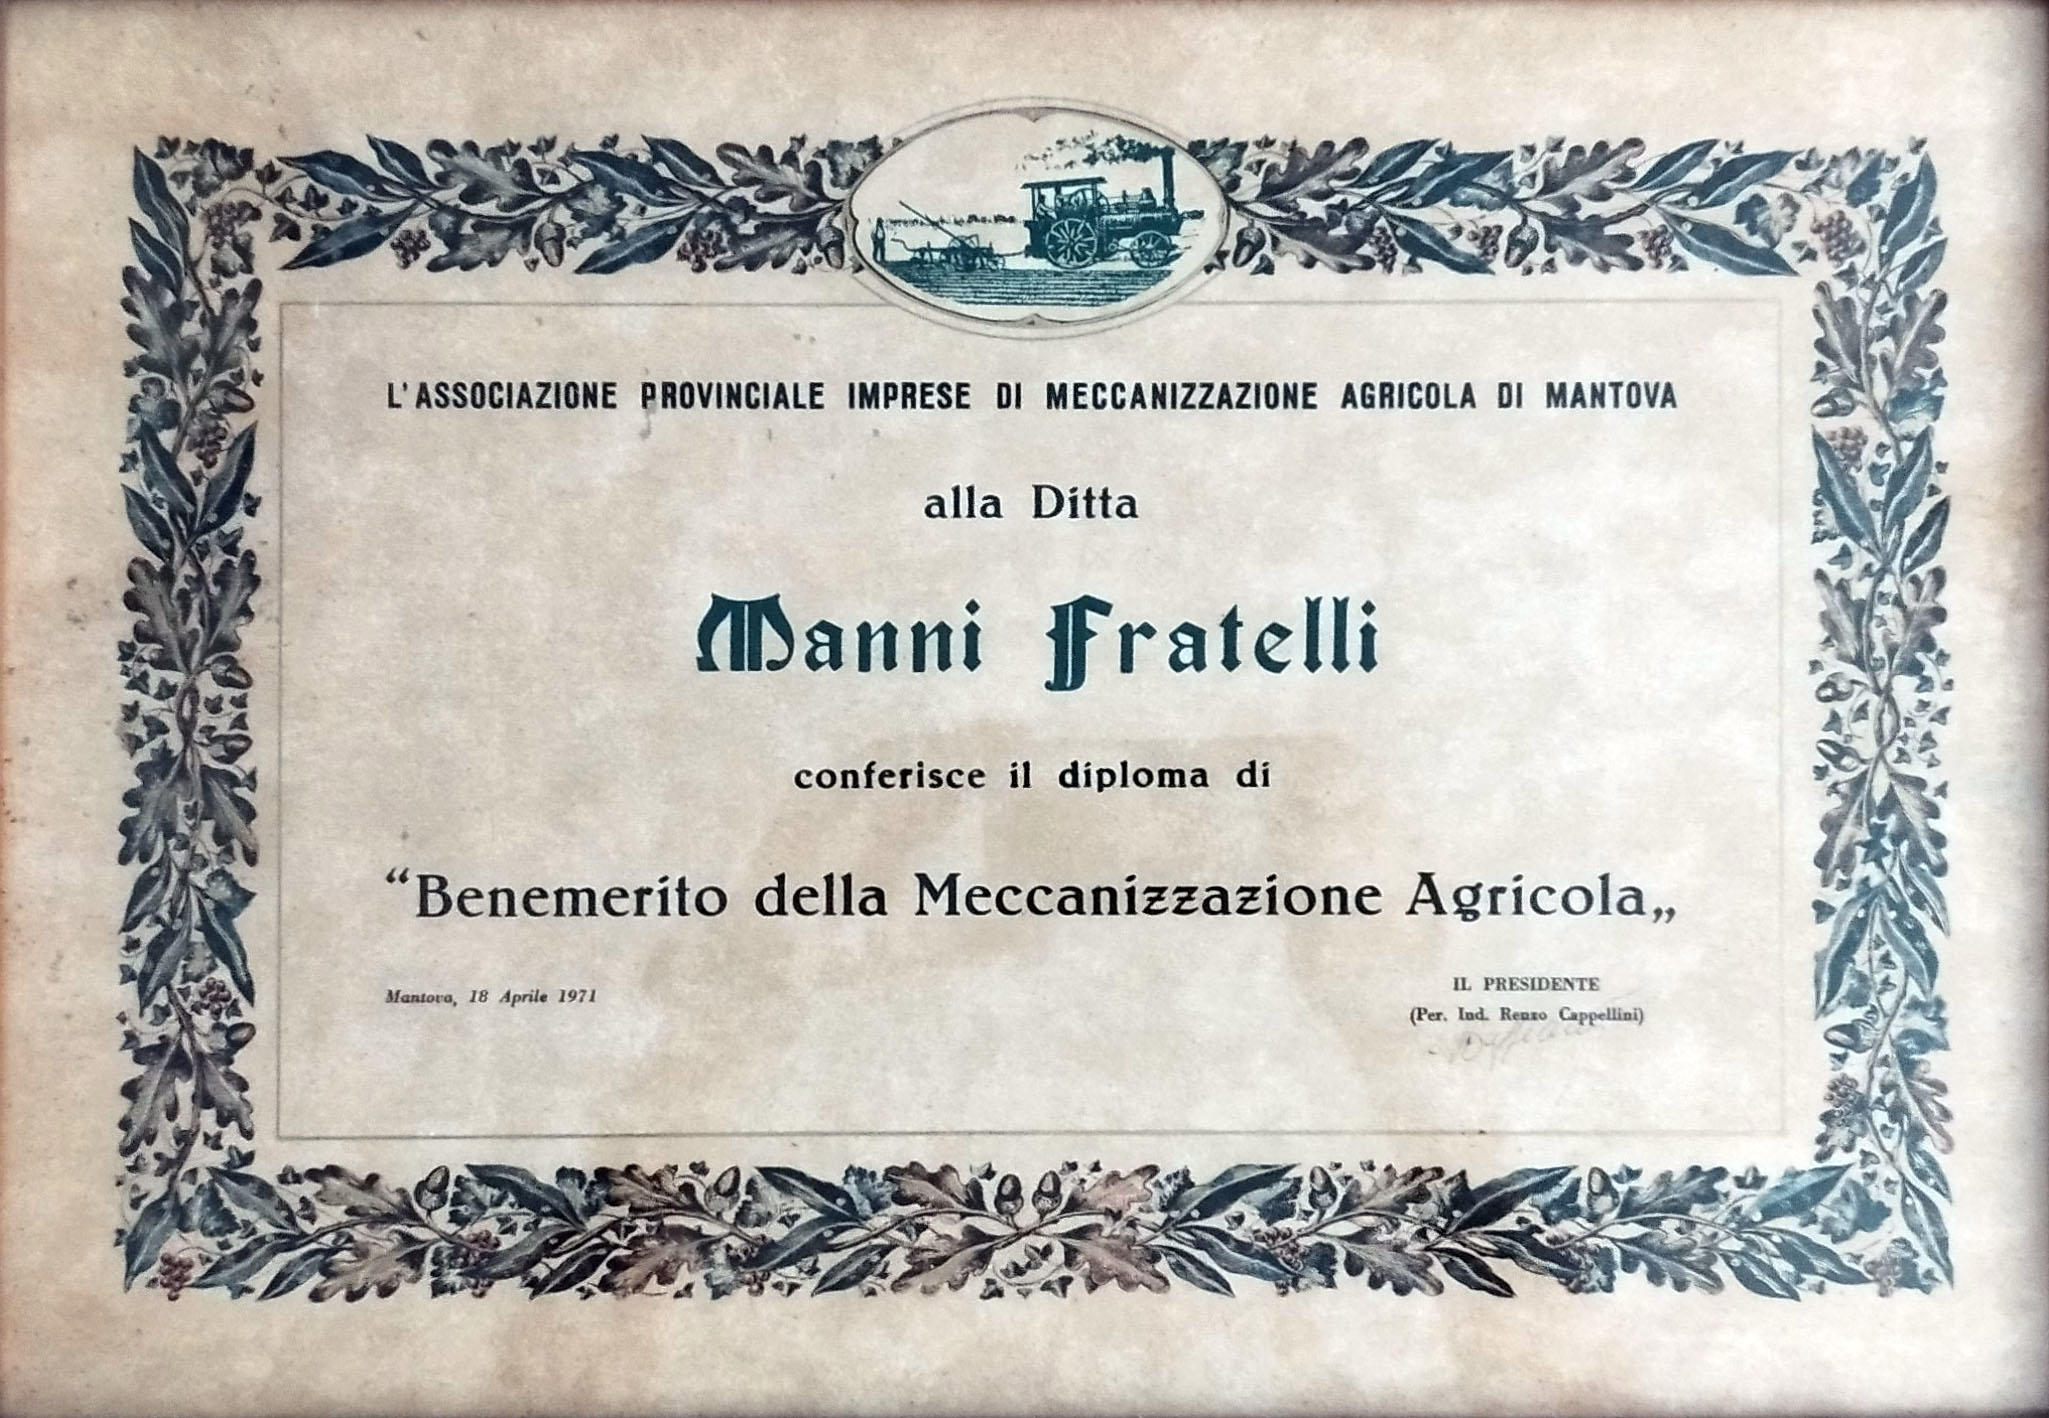 L'ASSOCIAZIONE PROVINCIALE IMPRESE DI MECCANIZZAZIONE AGRICOLA DI MANTOVA
alla Ditta
Manni Fratelli
conferisce il diploma di
“Benemerito della Meccanizzazione Agricola„
Mantova, 18 Aprile 1971
IL PRESIDENTE
(Per. Ind. Renzo Cappellini)